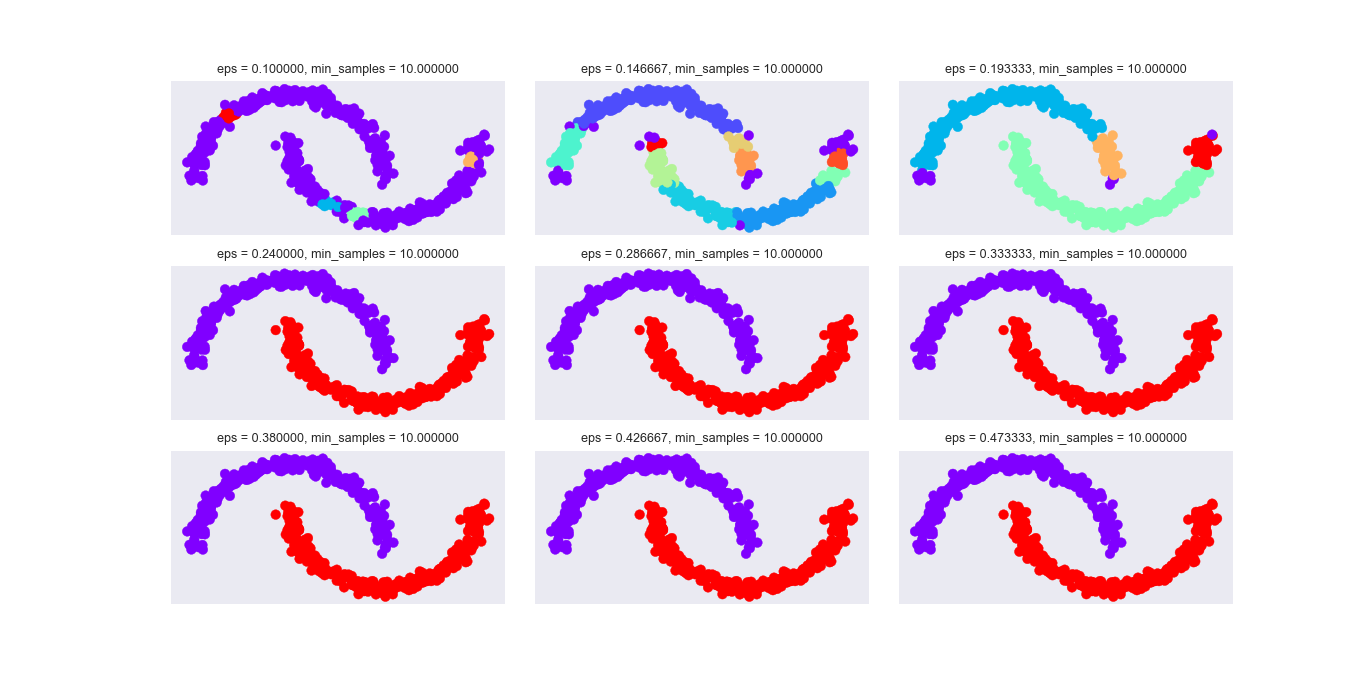 eps = 0.100000, min_samples = 10.000000
eps = 0.146667, min_samples = 10.000000
eps = 0.193333, min_samples = 10.000000
eps = 0.240000, min_samples = 10.000000
eps = 0.286667, min_samples = 10.000000
eps = 0.333333, min_samples = 10.000000
eps = 0.380000, min_samples = 10.000000
eps = 0.426667, min_samples = 10.000000
eps = 0.473333, min_samples = 10.000000